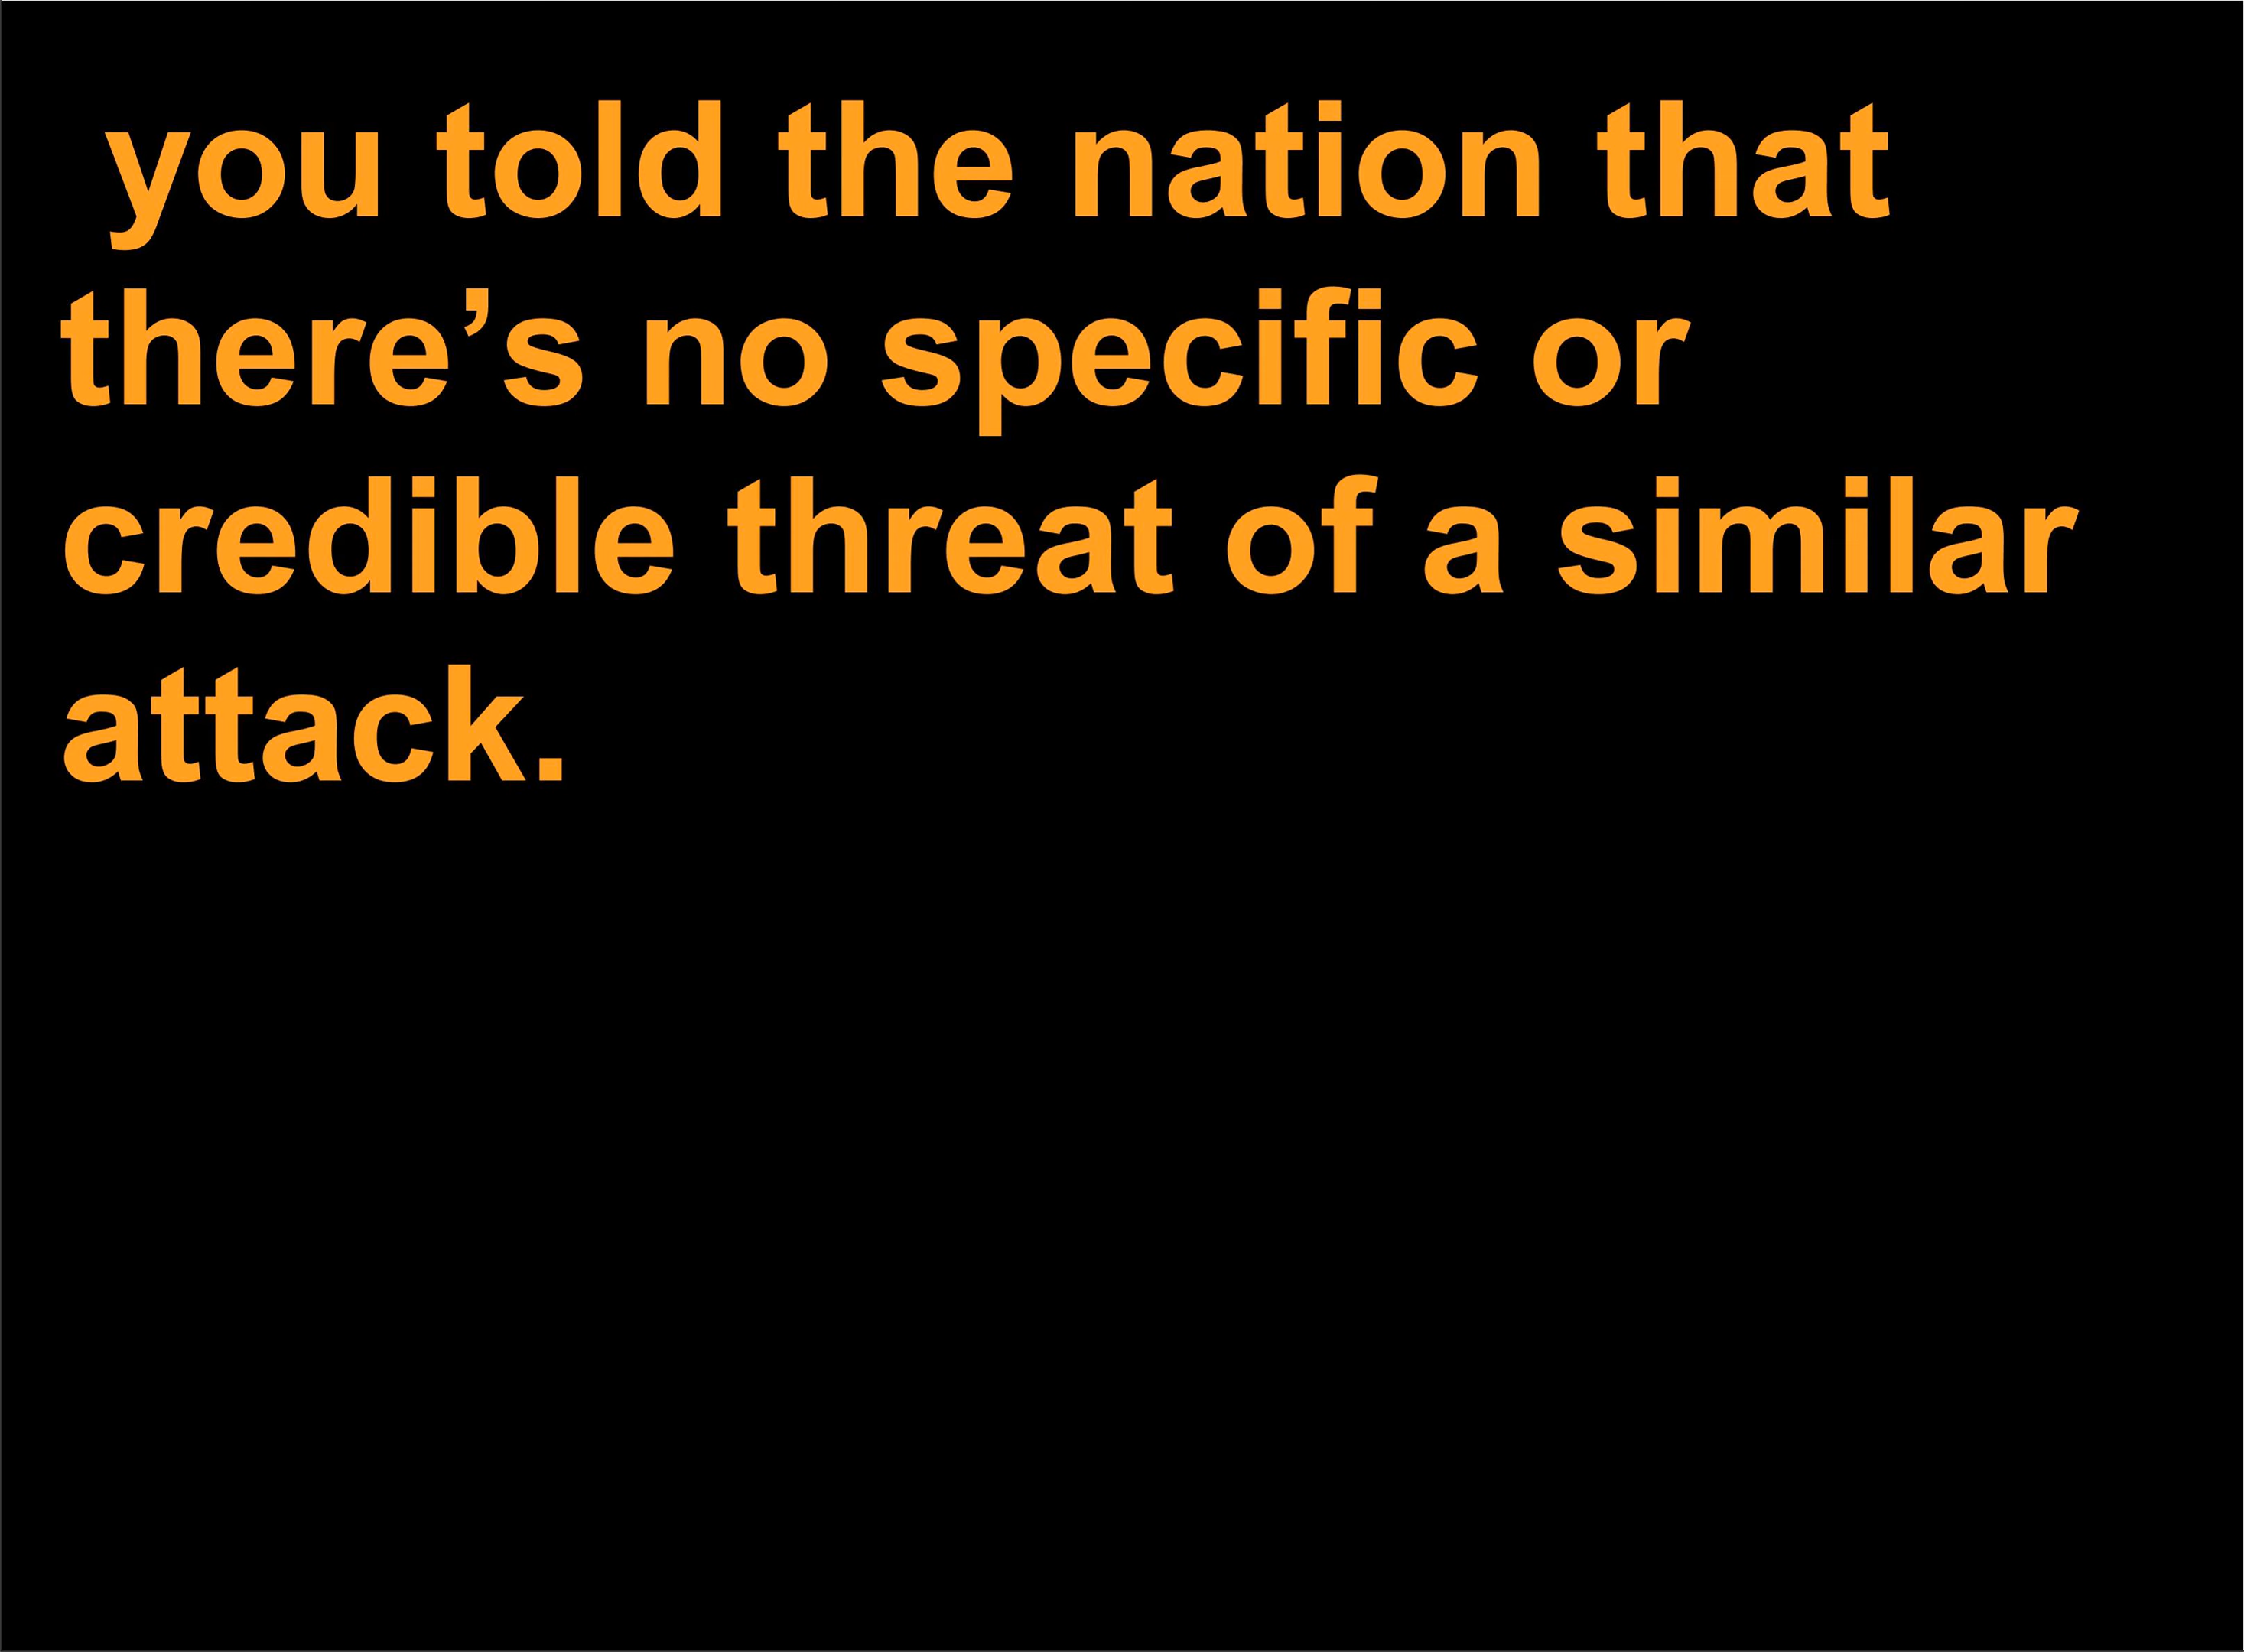 you told the nation that
there’s no specific or
credible threat of a similar
attack.